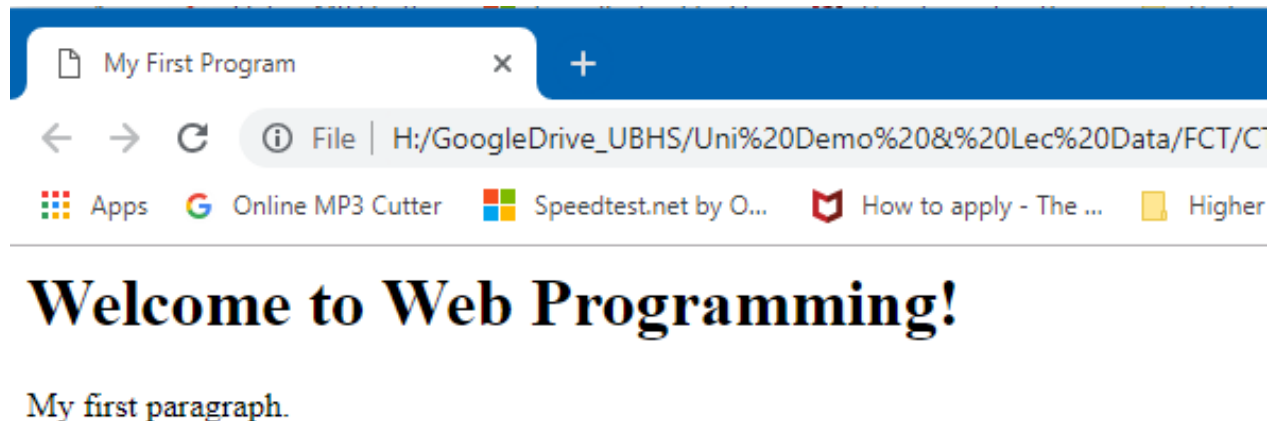 My First Program
File H:/GoogleDrive_UBHS/Uni%20Demo%20&%20Lec%20Data/FCT/CT
Apps Online MP3 Cutter Speedtest.net by O... How to apply - The ... Higher
Welcome to Web Programming!
My first paragraph.